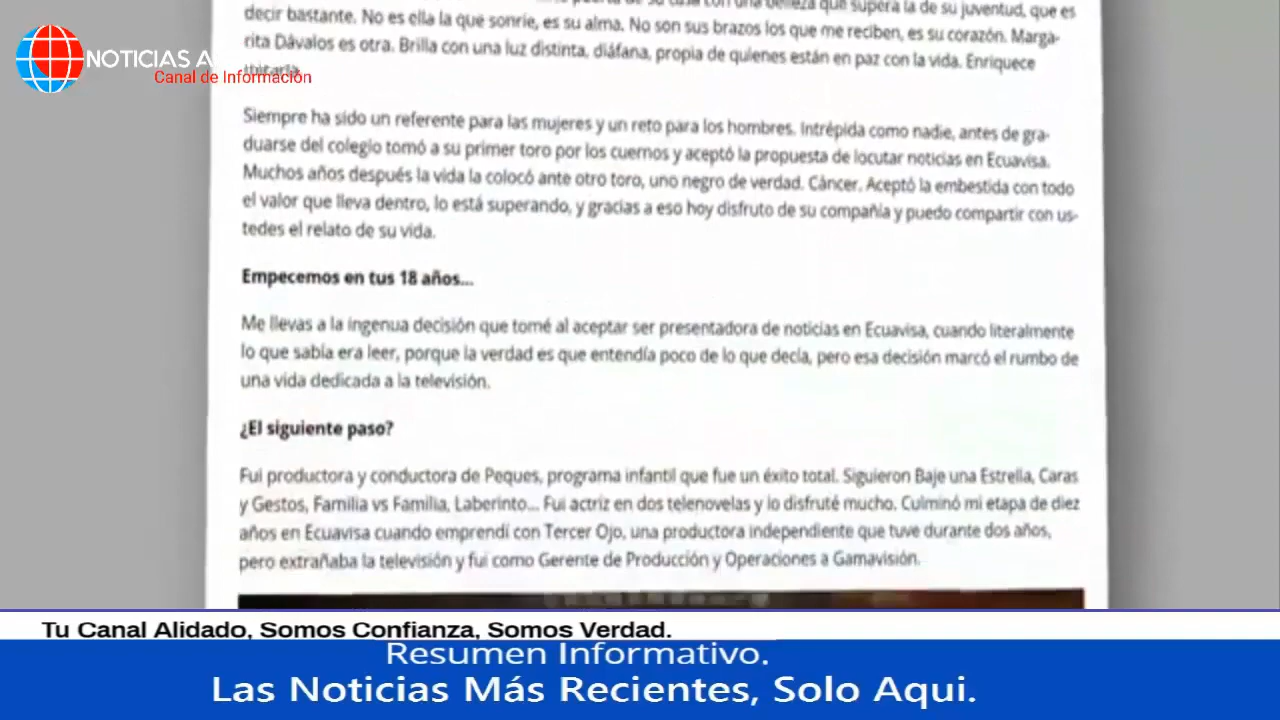 decir bastante. No es ella la que sonríe, es su alma. No son sus brazos los que me reciben, es su corazón. Marga-
rita Dávalos es otra. Brilla con una luz distinta, diáfana, propia de quienes están en paz con la vida. Enriquece
NOTICIAS A
Canal de Información
Siempre ha sido un referente para las mujeres y un reto para los hombres. Intrépida como nadie, antes de gra-
duarse del colegio tomó a su primer toro por los cuernos y aceptó la propuesta de locutar noticias en Ecuavisa.
Muchos años después la vida la colocó ante otro toro, uno negro de verdad. Cáncer. Aceptó la embestida con todo
el valor que lleva dentro, lo está superando, y gracias a eso hoy disfruto de su compañía y puedo compartir con us-
tedes el relato de su vida.
Empecemos en tus 18 años...
Me llevas a la ingenua decisión que tomé al aceptar ser presentadora de noticias en Ecuavisa, cuando literalmente
lo que sabía era leer, porque la verdad es que entendía poco de lo que decía, pero esa decisión marcó el rumbo de
una vida dedicada a la televisión.
¿El siguiente paso?
Fui productora y conductora de Peques, programa infantil que fue un éxito total. Siguieron Baje una Estrella, Caras
y Gestos, Familia vs Familia, Laberinto... Fui actriz en dos telenovelas y lo disfruté mucho. Culminó mi etapa de diez
años en Ecuavisa cuando emprendí con Tercer Ojo, una productora independiente que tuve durante dos años,
pero extrañaba la televisión y fui como Gerente de Producción y Operaciones a Gamavisión.
Tu Canal Alidado, Somos Confianza, Somos Verdad.
Resumen Informativo.
Las Noticias Más Recientes, Solo Aqui.